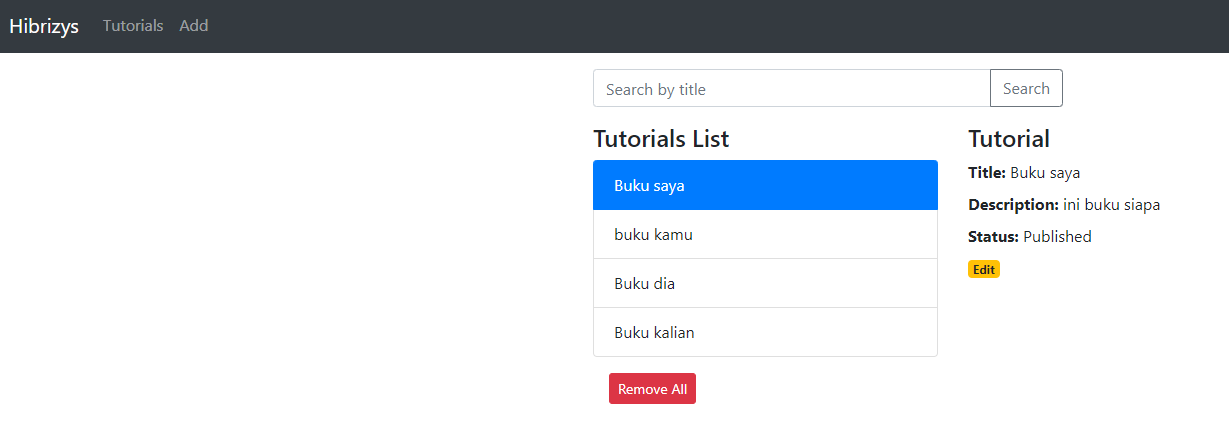 Hibrizys Tutorials Add
Search by title Search
Tutorials List
Buku saya
buku kamu
Buku dia
Buku kalian
Remove All
Tutorial
Title: Buku saya
Description: ini buku siapa
Status: Published
Edit